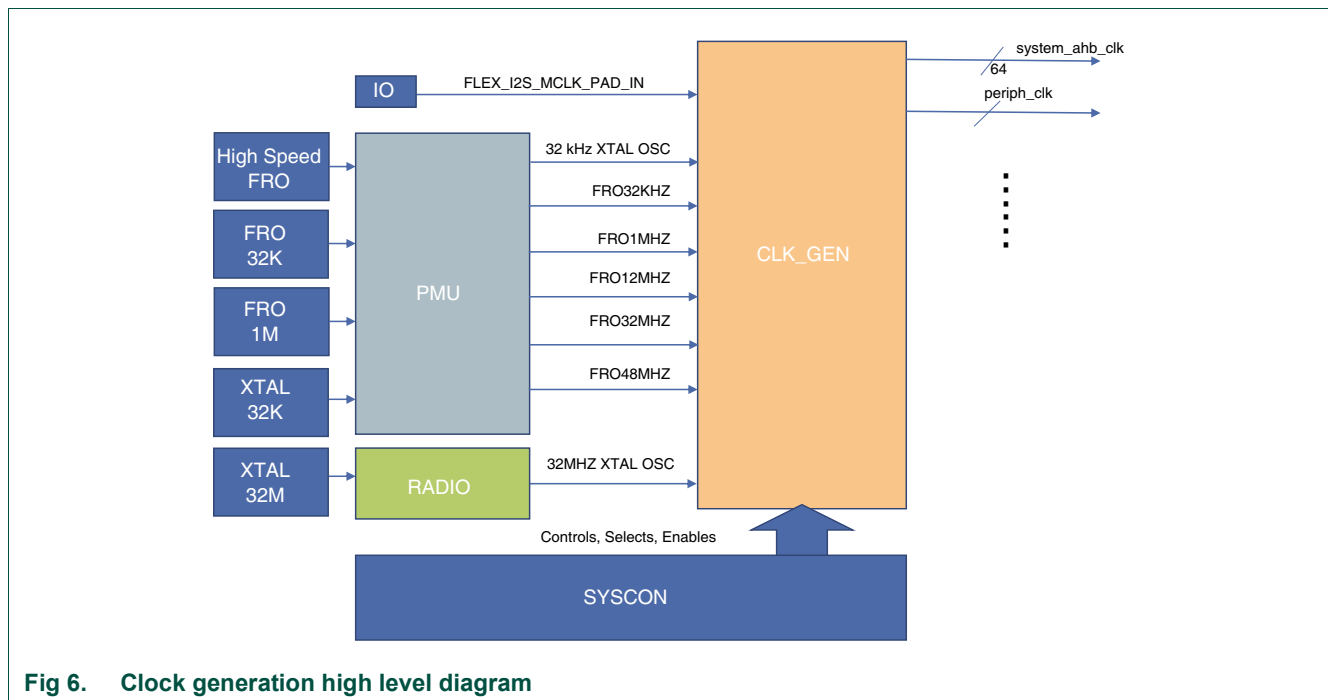 system_ahb_clk
64
periph_clk
IO
FLEX_I2S_MCLK_PAD_IN
High Speed
FRO
FRO
32K
FRO
1M
XTAL
32K
XTAL
32M
PMU
RADIO
32 kHz XTAL OSC
FRO32KHZ
FRO1MHZ
FRO12MHZ
FRO32MHZ
FRO48MHZ
32MHZ XTAL OSC
CLK_GEN
Controls, Selects, Enables
SYSCON
Fig 6. Clock generation high level diagram